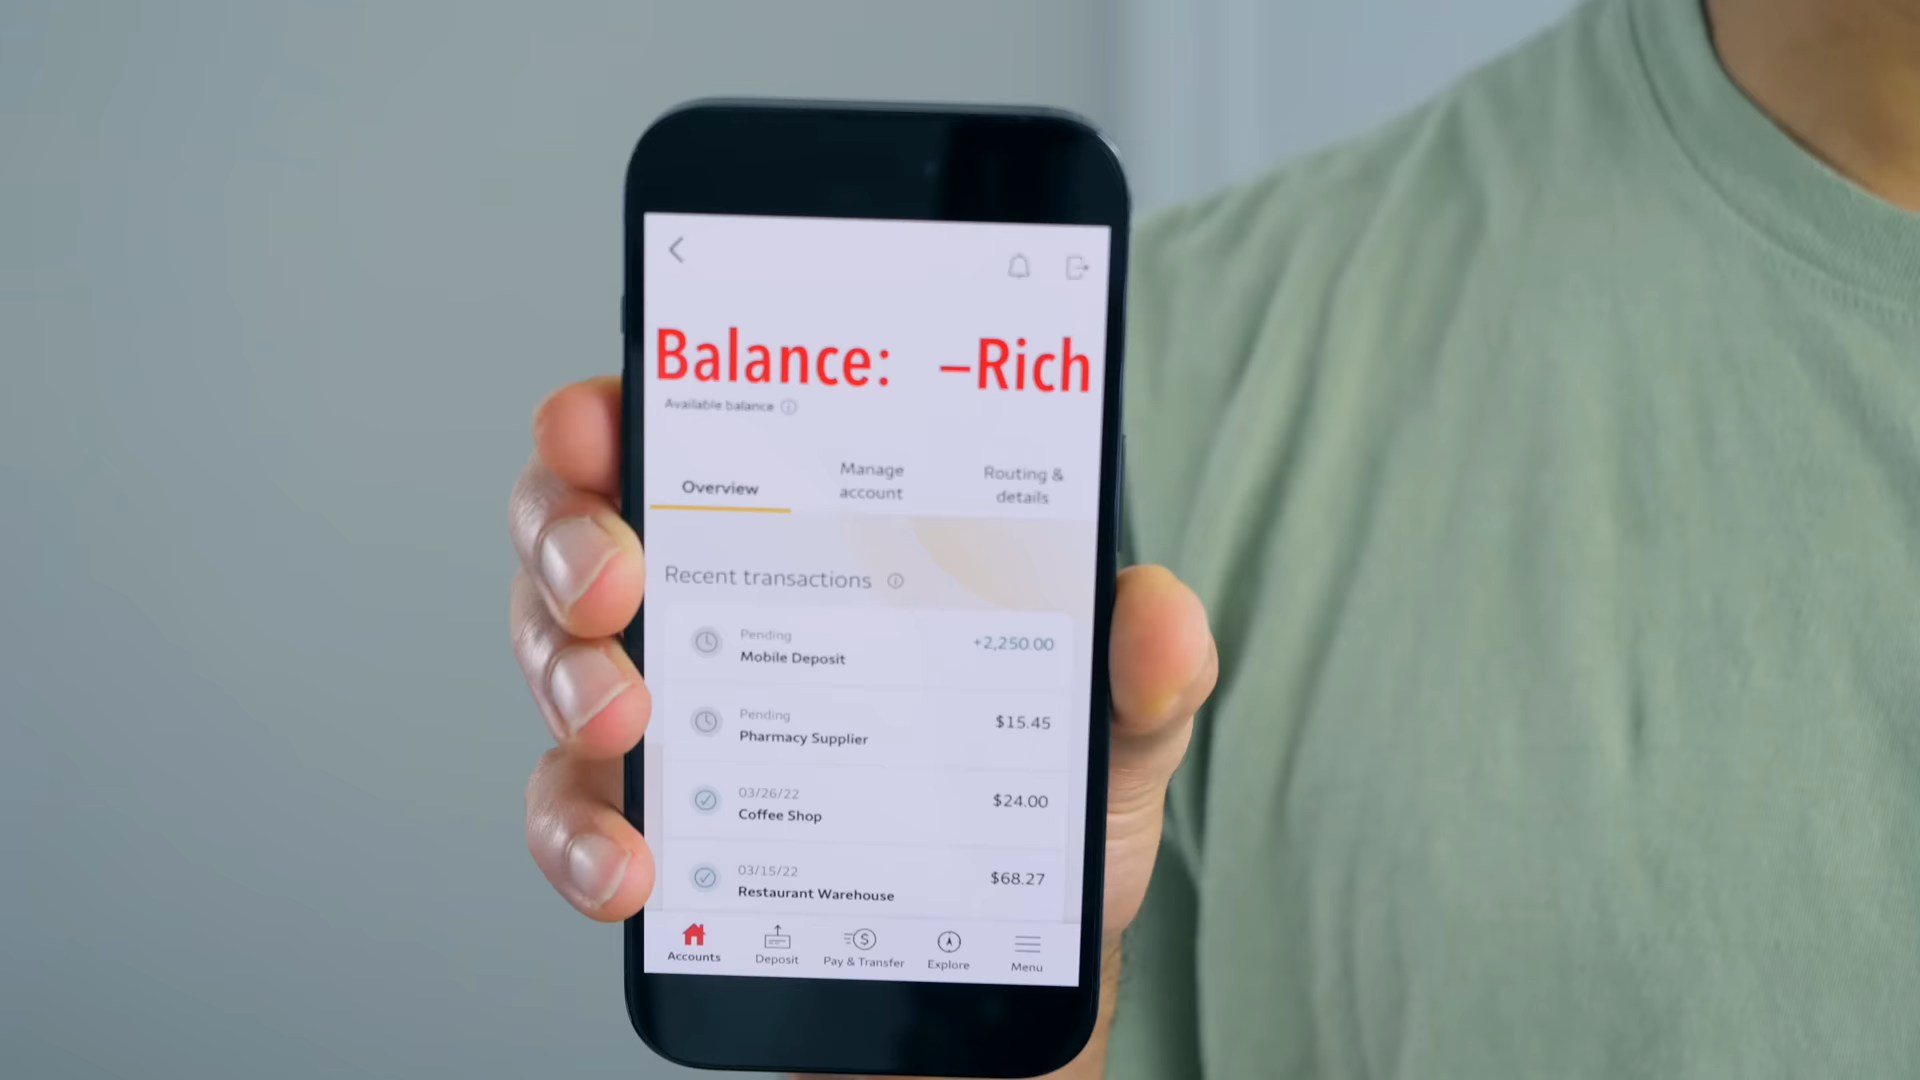 Balance: –Rich
Available balance
Overview
Manage account
Routing & details
Recent transactions
Pending
Mobile Deposit
+2,250.00
Pending
Pharmacy Supplier
$15.45
03/26/22
Coffee Shop
$24.00
03/15/22
Restaurant Warehouse
$68.27
Accounts
Deposit
Pay & Transfer
Explore
Menu